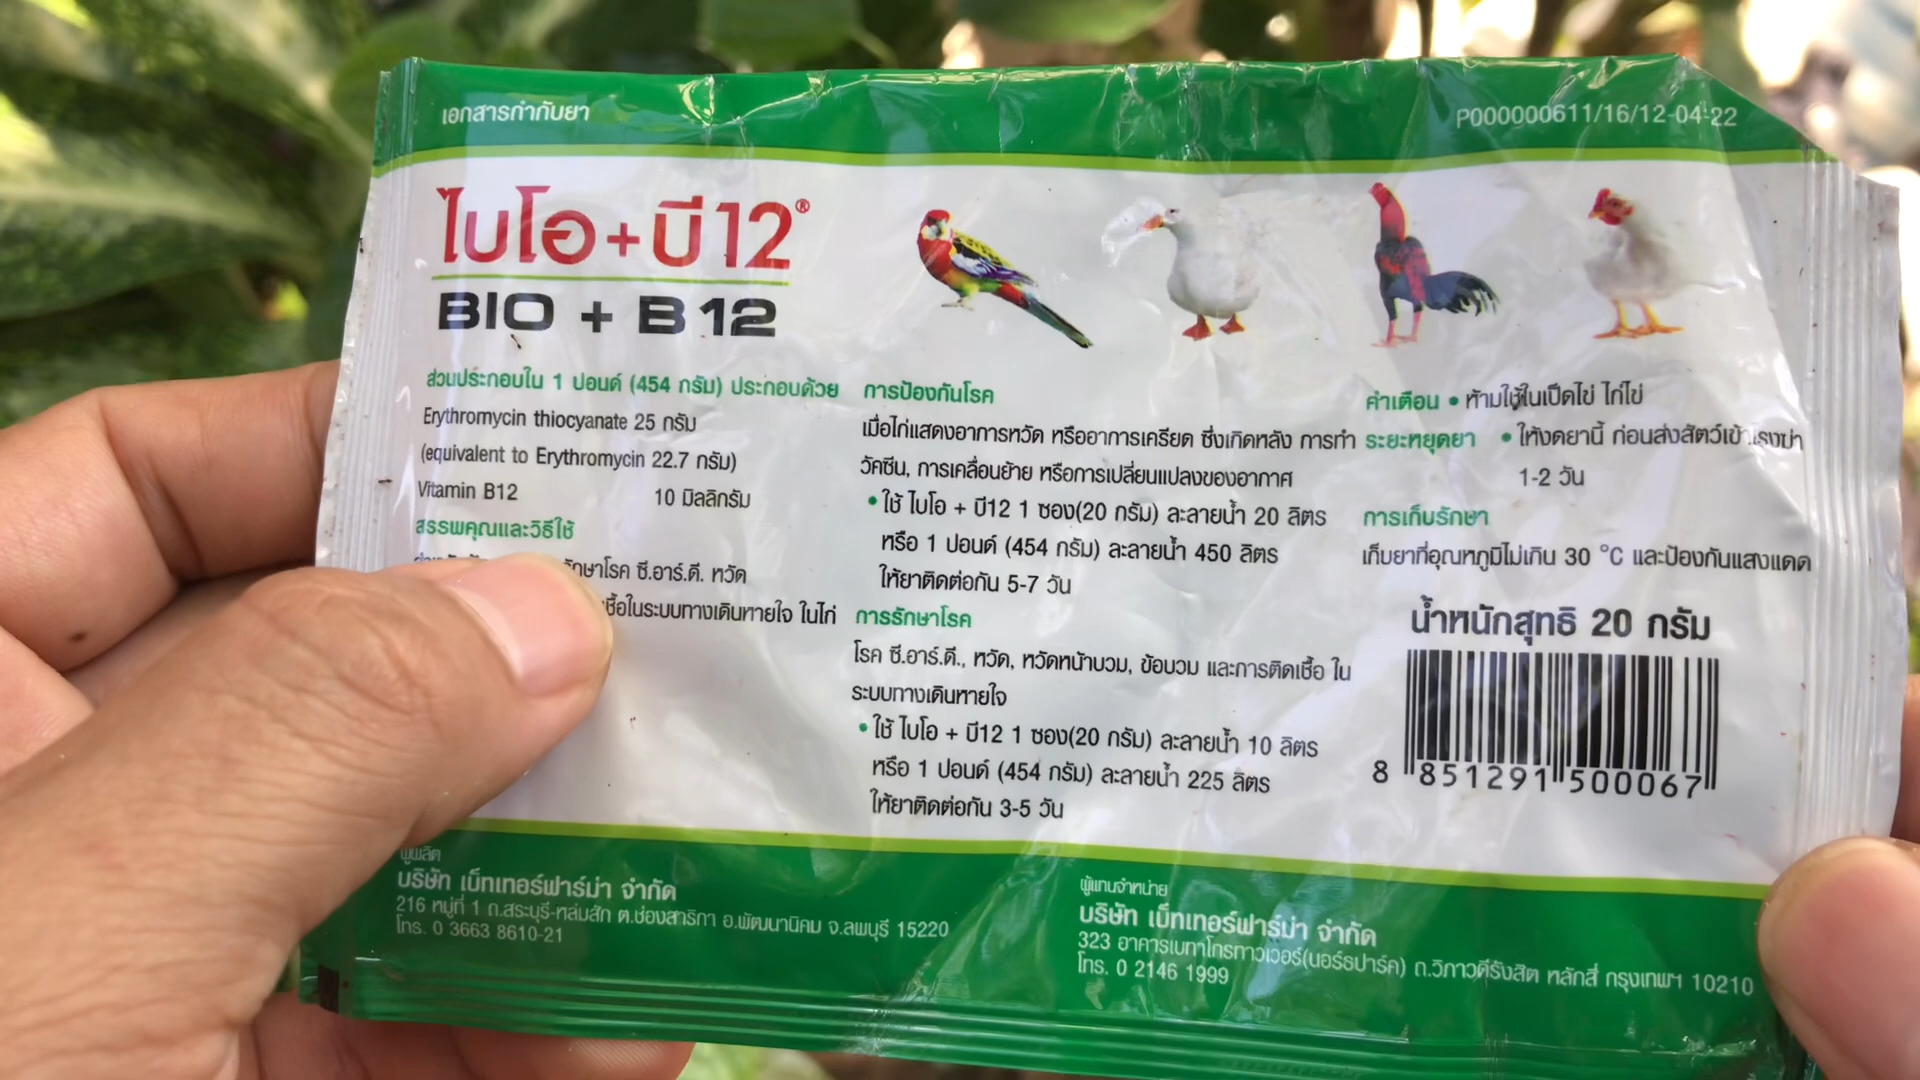 เอกสารกำกับยา
P000000611/16/12-04-22
ไบโอ+บี12®
BIO + B12
ส่วนประกอบใน 1 ปอนด์ (454 กรัม) ประกอบด้วย
Erythromycin thiocyanate 25 กรัม
(equivalent to Erythromycin 22.7 กรัม)
Vitamin B12 10 มิลลิกรัม
สรรพคุณและวิธีใช้
ซี.อาร์.ดี. หวัด
ในระบบทางเดินหายใจ ในไก่
การป้องกันโรค
เมื่อไก่แสดงอาการหวัด หรืออาการเครียด ซึ่งเกิดหลัง การทำ
วัคซีน, การเคลื่อนย้าย หรือการเปลี่ยนแปลงของอากาศ
• ใช้ ไบโอ + บี12 1 ซอง(20 กรัม) ละลายน้ำ 20 ลิตร
หรือ 1 ปอนด์ (454 กรัม) ละลายน้ำ 450 ลิตร
ให้ยาติดต่อกัน 5-7 วัน
การรักษาโรค
โรค ซี.อาร์.ดี., หวัด, หวัดหน้าบวม, ข้อบวม และการติดเชื้อ ใน
ระบบทางเดินหายใจ
• ใช้ ไบโอ + บี12 1 ซอง(20 กรัม) ละลายน้ำ 10 ลิตร
หรือ 1 ปอนด์ (454 กรัม) ละลายน้ำ 225 ลิตร
ให้ยาติดต่อกัน 3-5 วัน
คำเตือน • ห้ามใช้ในเป็ดไข่ ไก่ไข่
ระยะหยุดยา • ให้งดยานี้ ก่อนส่งสัตว์เข้าโรงฆ่า
1-2 วัน
การเก็บรักษา
เก็บยาที่อุณหภูมิไม่เกิน 30 °C และป้องกันแสงแดด
น้ำหนักสุทธิ 20 กรัม
8 851291 500067
ผู้ผลิต
บริษัท เบ็ทเทอร์ฟาร์ม่า จำกัด
216 หมู่ที่ 1 ถ.สระบุรี-หล่มสัก ต.ช่องสาริกา อ.พัฒนานิคม จ.ลพบุรี 15220
โทร. 0 3663 8610-21
ผู้แทนจำหน่าย
บริษัท เบ็ทเทอร์ฟาร์ม่า จำกัด
323 อาคารเบทาโกรทาวเวอร์(นอร์ธปาร์ค) ถ.วิภาวดีรังสิต หลักสี่ กรุงเทพฯ 10210
โทร. 0 2146 1999